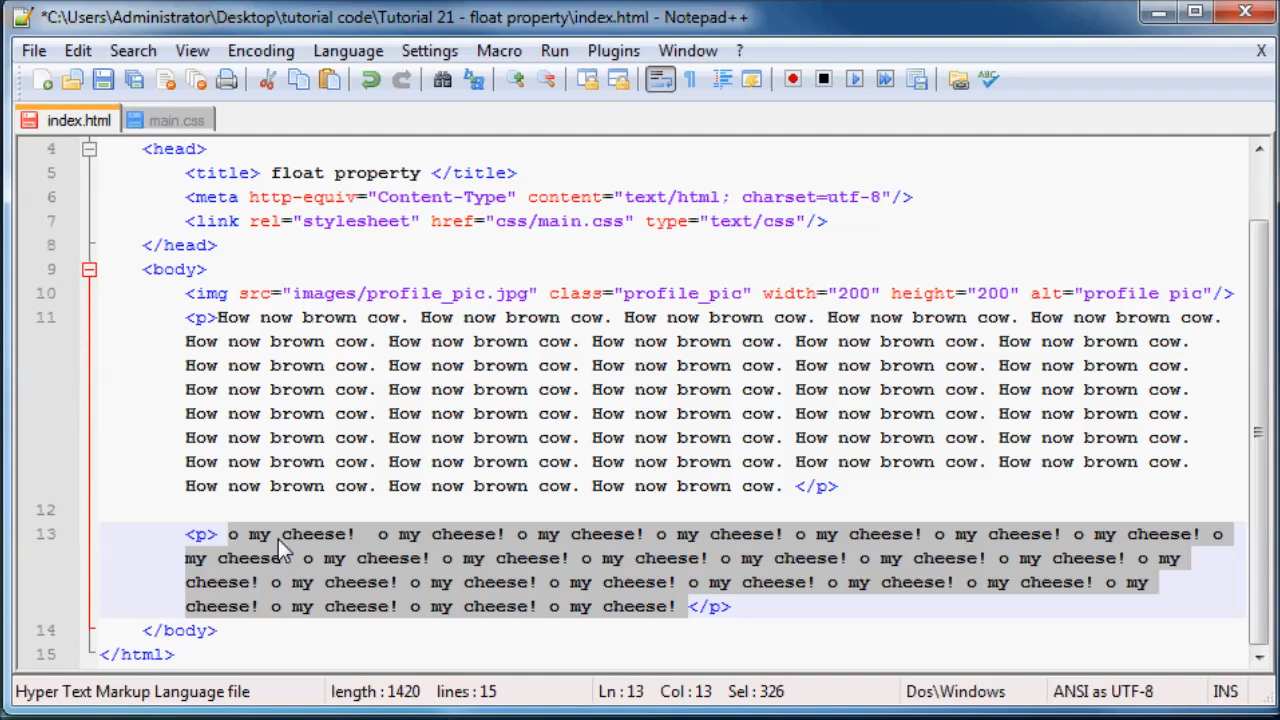 *C:\Users\Administrator\Desktop\tutorial code\Tutorial 21 - float property\index.html - Notepad++
File Edit Search View Encoding Language Settings Macro Run Plugins Window ? X
index.html main.css
4 <head>
5 <title> float property </title>
6 <meta http-equiv="Content-Type" content="text/html; charset=utf-8"/>
7 <link rel="stylesheet" href="css/main.css" type="text/css"/>
8 </head>
9 <body>
10 <img src="images/profile_pic.jpg" class="profile_pic" width="200" height="200" alt="profile pic"/>
11 <p>How now brown cow. How now brown cow. How now brown cow. How now brown cow. How now brown cow.
How now brown cow. How now brown cow. How now brown cow. How now brown cow. How now brown cow.
How now brown cow. How now brown cow. How now brown cow. How now brown cow. How now brown cow.
How now brown cow. How now brown cow. How now brown cow. How now brown cow. How now brown cow.
How now brown cow. How now brown cow. How now brown cow. How now brown cow. How now brown cow.
How now brown cow. How now brown cow. How now brown cow. How now brown cow. How now brown cow.
How now brown cow. How now brown cow. How now brown cow. How now brown cow. How now brown cow.
How now brown cow. How now brown cow. How now brown cow. </p>
12
13 <p> o my cheese! o my cheese! o my cheese! o my cheese! o my cheese! o my cheese! o my cheese! o
my cheese! o my cheese! o my cheese! o my cheese! o my cheese! o my cheese! o my cheese! o my
cheese! o my cheese! o my cheese! o my cheese! o my cheese! o my cheese! o my cheese! o my
cheese! o my cheese! o my cheese! o my cheese! </p>
14 </body>
15 </html>
Hyper Text Markup Language file length : 1420 lines : 15 Ln : 13 Col : 13 Sel : 326 Dos\Windows ANSI as UTF-8 INS